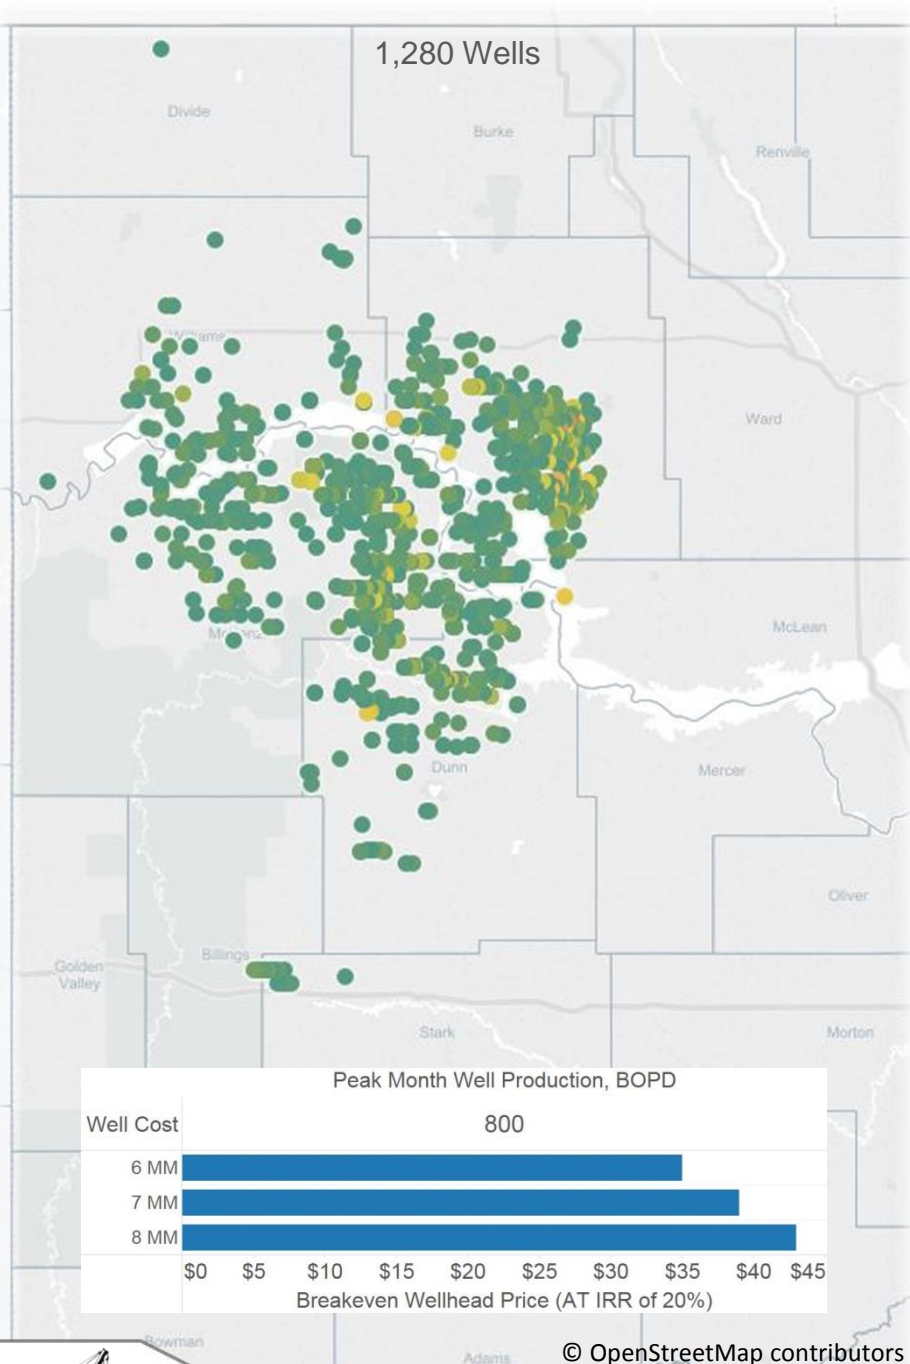 1,280 Wells
Divide
Burke
Renville
Williams
Ward
McLean
Dunn
Mercer
Oliver
Billings
Golden
Valley
Stark
Morton
Peak Month Well Production, BOPD
Well Cost
800
6 MM
7 MM
8 MM
$0 $5 $10 $15 $20 $25 $30 $35 $40 $45
Breakeven Wellhead Price (AT IRR of 20%)
Bowman
Adams
© OpenStreetMap contributors